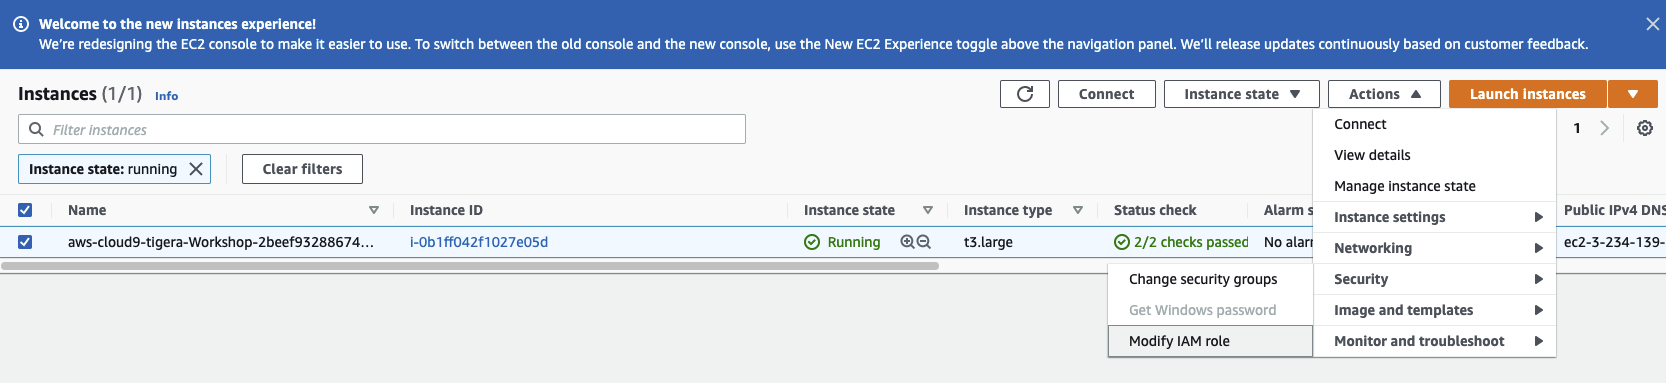 Welcome to the new instances experience!
We're redesigning the EC2 console to make it easier to use. To switch between the old console and the new console, use the New EC2 Experience toggle above the navigation panel. We'll release updates continuously based on customer feedback.
Instances (1/1) Info
Connect
Instance state
Actions
Launch instances
Filter instances
1
Instance state: running
Clear filters
Name
Instance ID
Instance state
Instance type
Status check
Alarm s
Public IPv4 DNS
aws-cloud9-tigera-Workshop-2beef93288674...
i-0b1ff042f1027e05d
Running
t3.large
2/2 checks passed
No alarr
ec2-3-234-139-
Connect
View details
Manage instance state
Instance settings
Networking
Security
Image and templates
Monitor and troubleshoot
Change security groups
Get Windows password
Modify IAM role